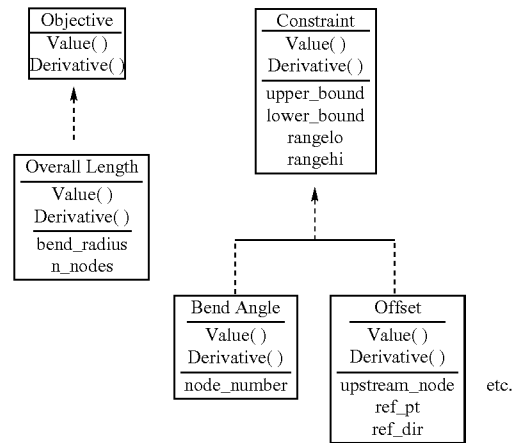 Objective
Value( )
Derivative( )
Overall Length
Value( )
Derivative( )
bend_radius
n_nodes
Constraint
Value( )
Derivative( )
upper_bound
lower_bound
rangelo
rangehi
Bend Angle
Value( )
Derivative( )
node_number
Offset
Value( )
Derivative( )
upstream_node
ref_pt
ref_dir
etc.